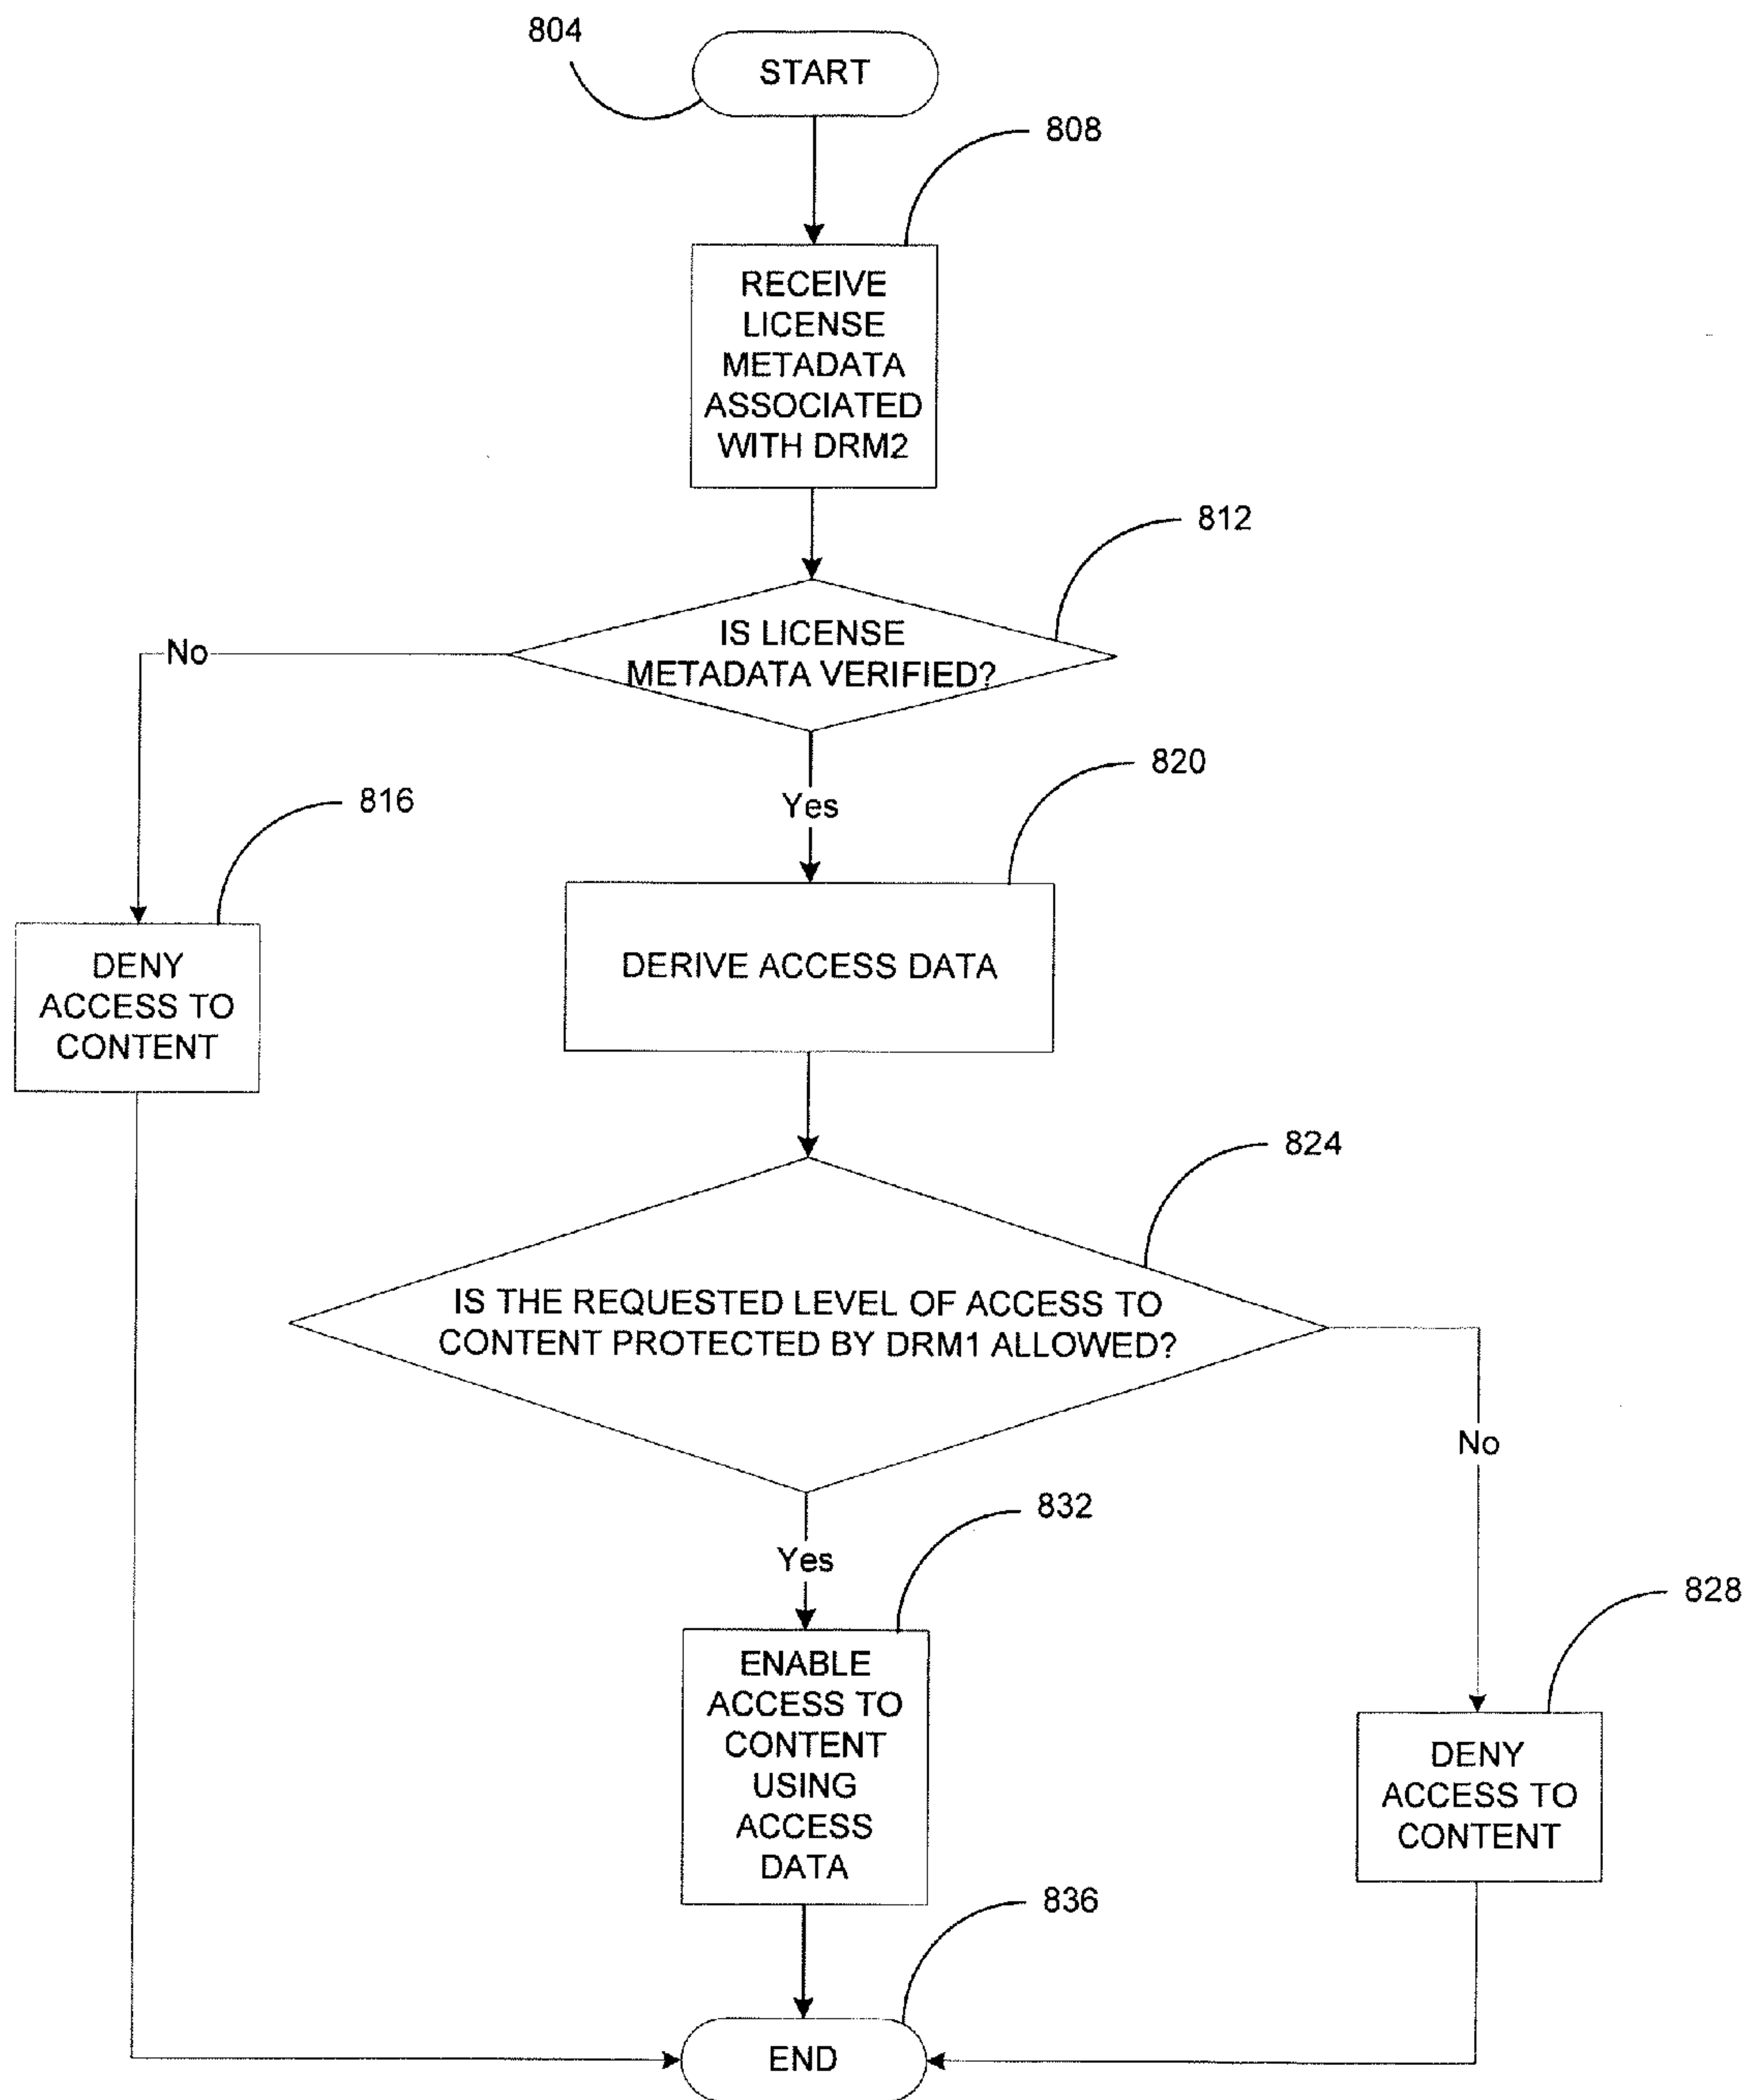 804
START
808
RECEIVE
LICENSE
METADATA
ASSOCIATED
WITH DRM2
812
IS LICENSE
METADATA VERIFIED?
No
Yes
820
816
DERIVE ACCESS DATA
DENY
ACCESS TO
CONTENT
824
IS THE REQUESTED LEVEL OF ACCESS TO
CONTENT PROTECTED BY DRM1 ALLOWED?
No
Yes
832
828
ENABLE
ACCESS TO
CONTENT
USING
ACCESS
DATA
DENY
ACCESS TO
CONTENT
836
END